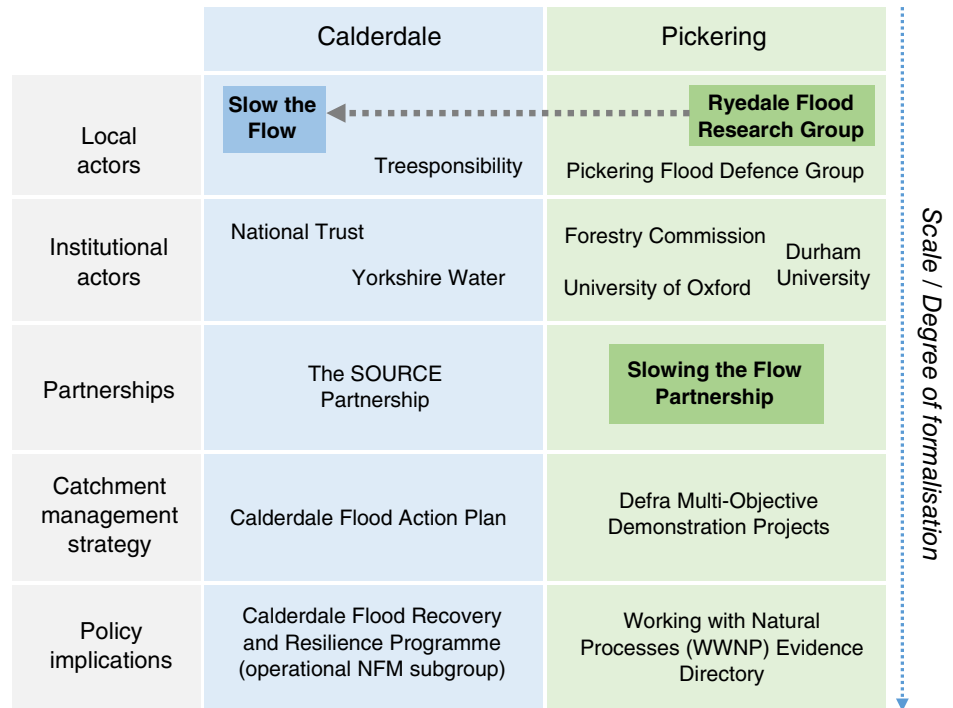 Calderdale
Pickering
Local
actors
Slow the
Flow
Treesponsibility
Ryedale Flood
Research Group
Pickering Flood Defence Group
Institutional
actors
National Trust
Yorkshire Water
Forestry Commission
University of Oxford
Durham
University
Partnerships
The SOURCE
Partnership
Slowing the Flow
Partnership
Catchment
management
strategy
Calderdale Flood Action Plan
Defra Multi-Objective
Demonstration Projects
Policy
implications
Calderdale Flood Recovery
and Resilience Programme
(operational NFM subgroup)
Working with Natural
Processes (WWNP) Evidence
Directory
Scale / Degree of formalisation